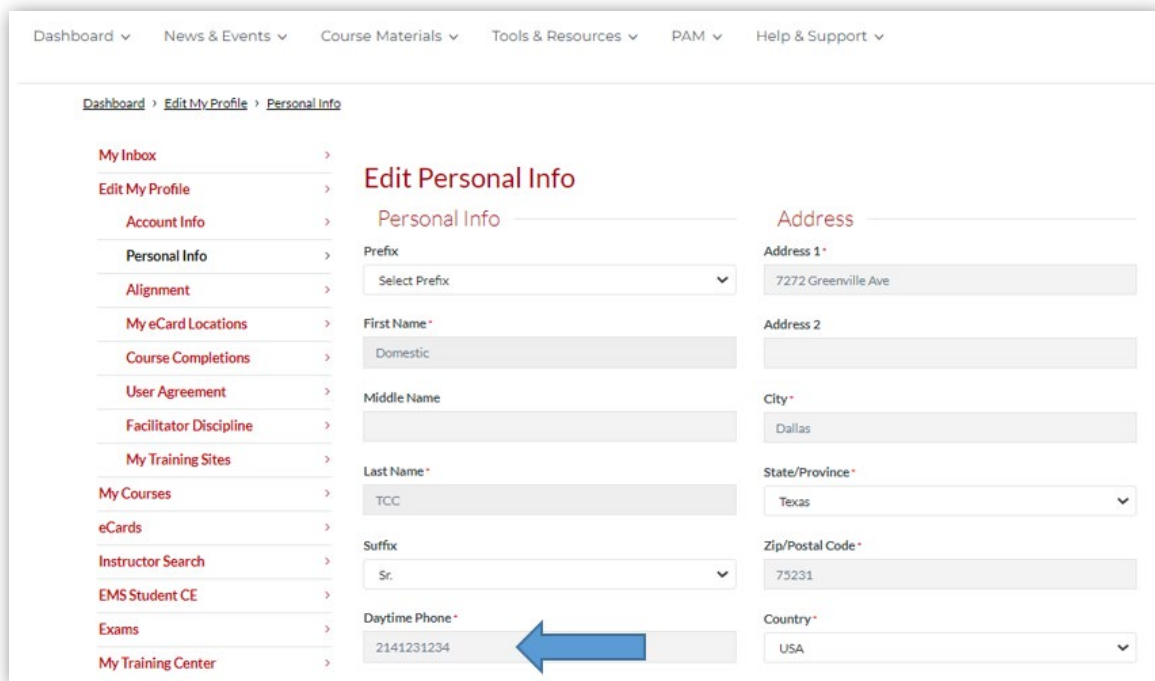 Dashboard News & Events Course Materials Tools & Resources PAM Help & Support
Dashboard > Edit My Profile > Personal Info
My Inbox
Edit My Profile
Account Info
Personal Info
Alignment
My eCard Locations
Course Completions
User Agreement
Facilitator Discipline
My Training Sites
My Courses
eCards
Instructor Search
EMS Student CE
Exams
My Training Center
Edit Personal Info
Personal Info
Prefix
Select Prefix
First Name *
Domestic
Middle Name
Last Name *
TCC
Suffix
Sr.
Daytime Phone *
2141231234
Address
Address 1 *
7272 Greenville Ave
Address 2
City *
Dallas
State/Province *
Texas
Zip/Postal Code *
75231
Country *
USA